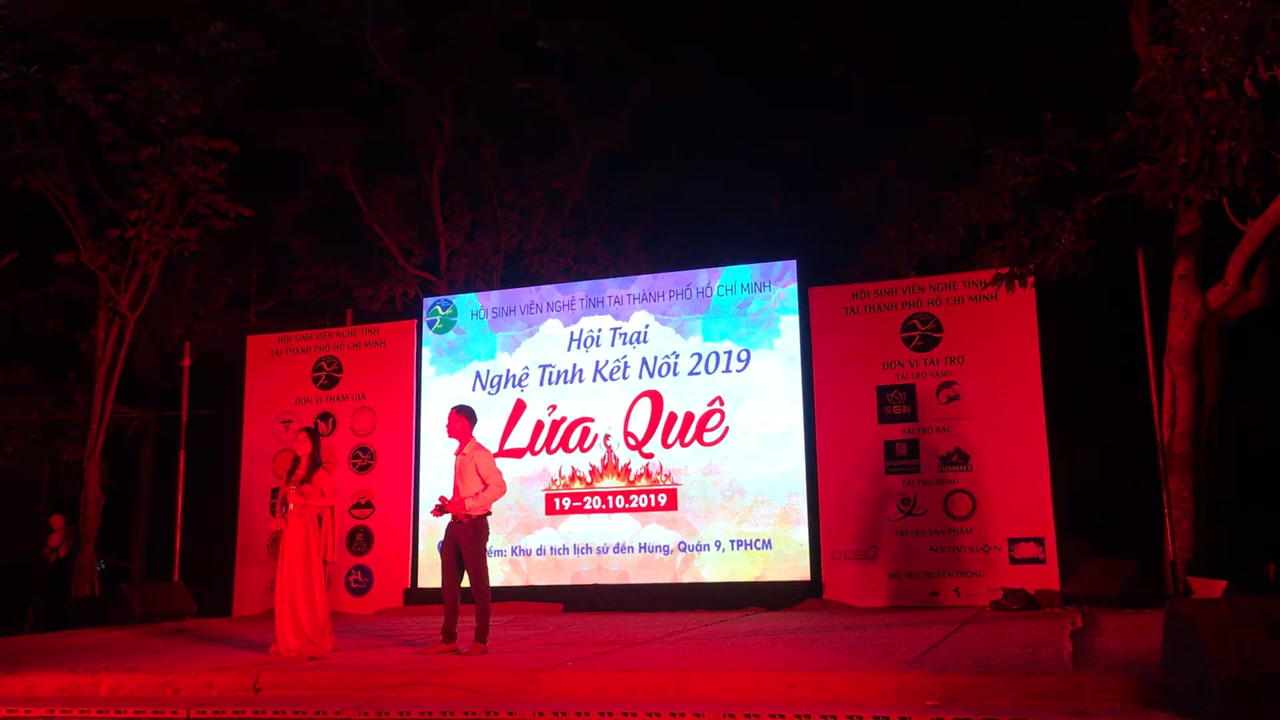 HỘI SINH VIÊN NGHỆ TĨNH
TẠI THÀNH PHỐ HỒ CHÍ MINH
ĐƠN VỊ THAM GIA
HỘI SINH VIÊN NGHỆ TĨNH TẠI THÀNH PHỐ HỒ CHÍ MINH
Hội Trại
Nghệ Tĩnh Kết Nối 2019
Lửa Quê
19–20.10.2019
Khu di tích lịch sử đền Hùng, Quận 9, TPHCM
HỘI SINH VIÊN NGHỆ TĨNH
TẠI THÀNH PHỐ HỒ CHÍ MINH
ĐƠN VỊ TÀI TRỢ
TÀI TRỢ VÀNG
SEN
TÀI TRỢ BẠC
TÀI TRỢ ĐỒNG
TÀI TRỢ SẢN PHẨM
NEOVISION
HỖ TRỢ TRUYỀN THÔNG